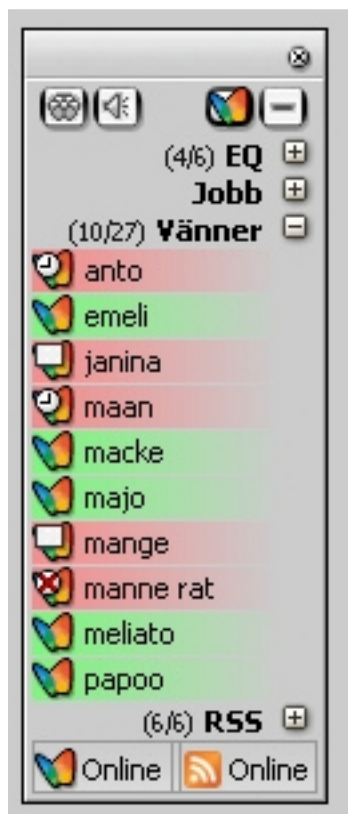 (4/6) EQ
Jobb
(10/27) Vänner
anto
emeli
janina
maan
macke
majo
mange
manne rat
meliato
papoo
(6/6) RSS
Online Online